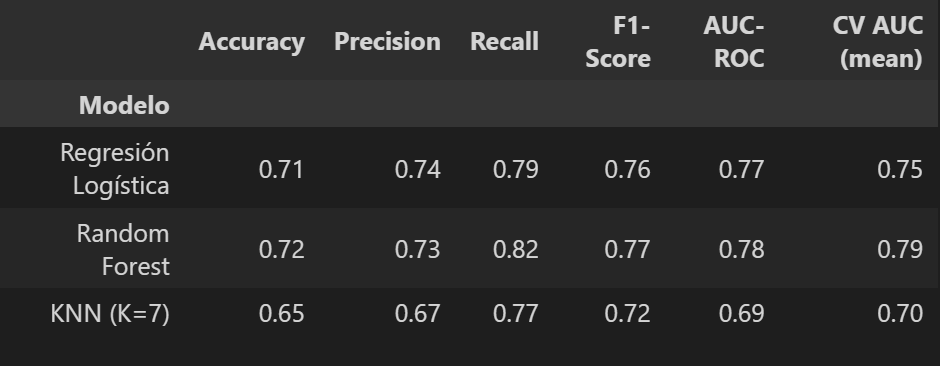 Accuracy Precision Recall F1-Score AUC-ROC CV AUC (mean)
Modelo
Regresión Logística 0.71 0.74 0.79 0.76 0.77 0.75
Random Forest 0.72 0.73 0.82 0.77 0.78 0.79
KNN (K=7) 0.65 0.67 0.77 0.72 0.69 0.70